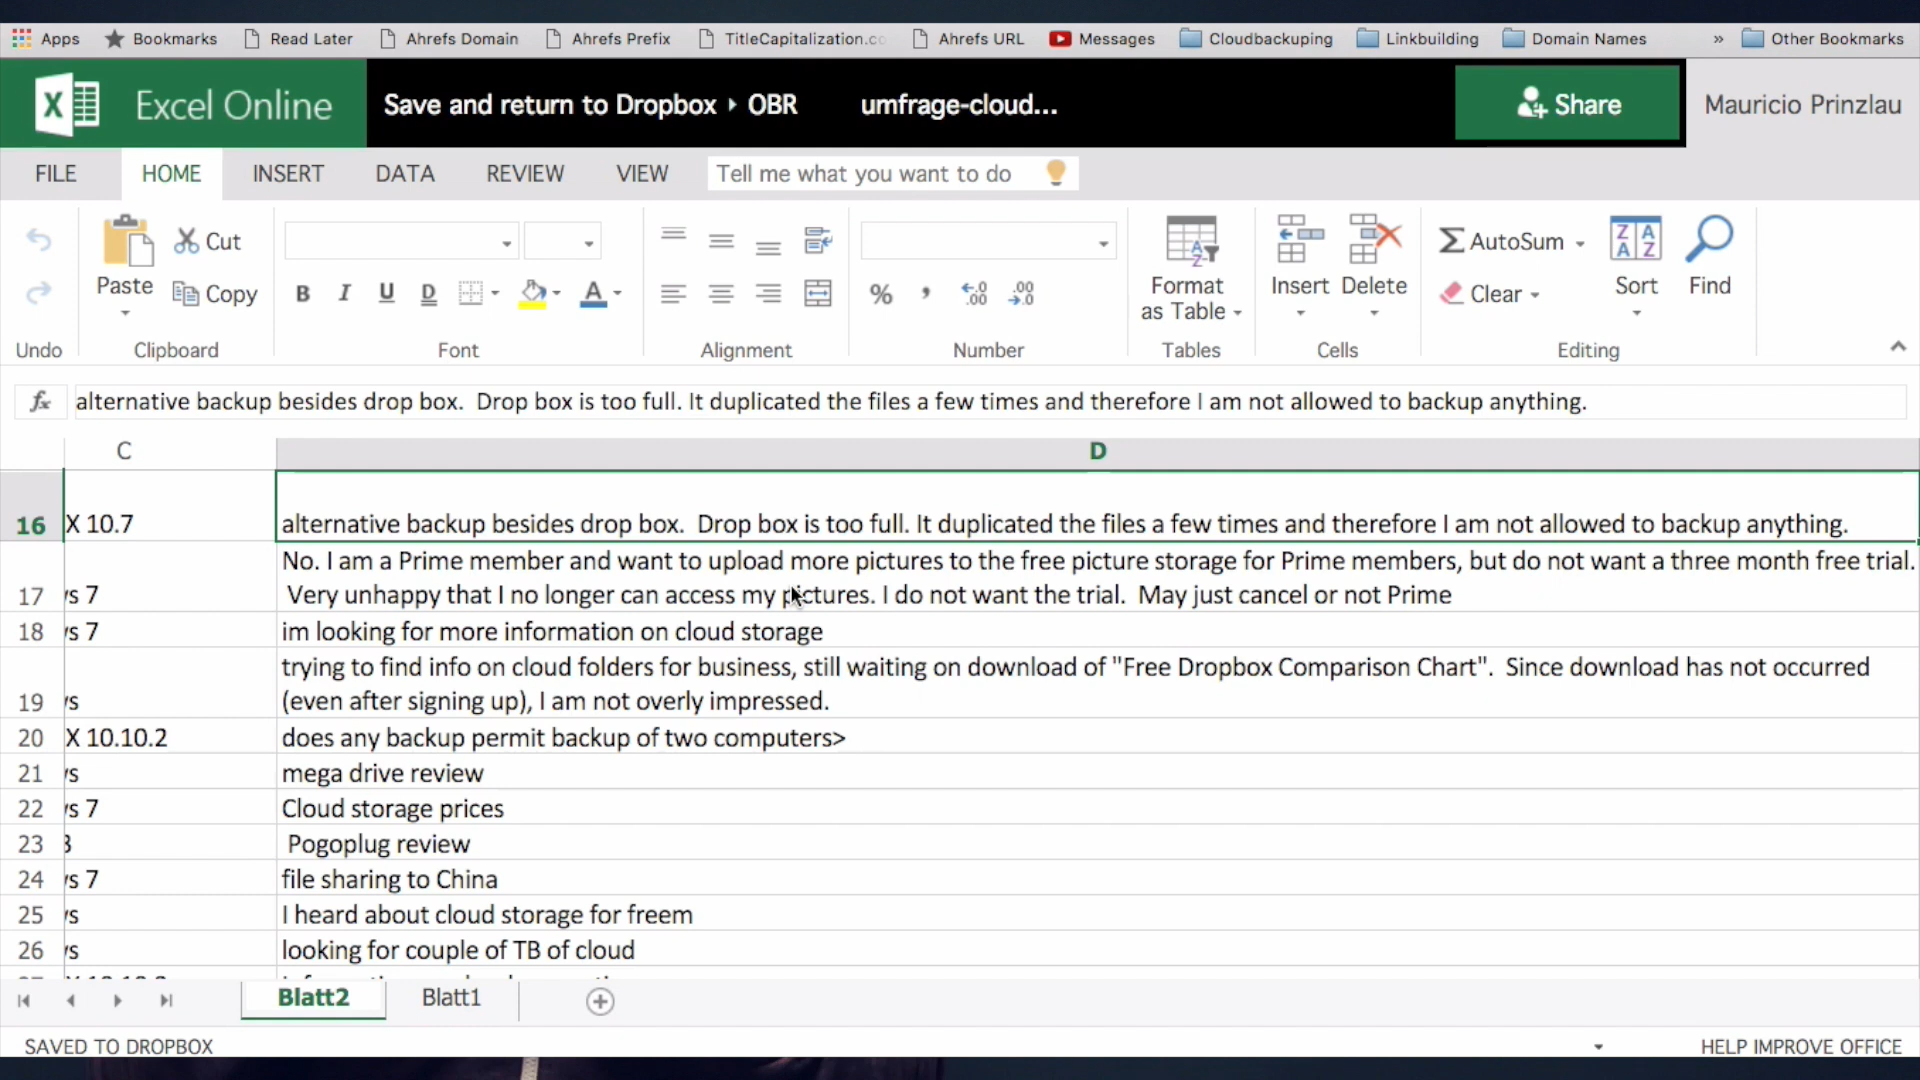 Apps Bookmarks Read Later Ahrefs Domain Ahrefs Prefix TitleCapitalization.co Ahrefs URL Messages Cloudbackuping Linkbuilding Domain Names » Other Bookmarks
Excel Online Save and return to Dropbox OBR umfrage-cloud... Share Mauricio Prinzlau
FILE HOME INSERT DATA REVIEW VIEW Tell me what you want to do
Cut AutoSum
Paste Copy B I U D A % Format as Table Insert Delete Clear Sort Find
Undo Clipboard Font Alignment Number Tables Cells Editing
fx alternative backup besides drop box.  Drop box is too full. It duplicated the files a few times and therefore I am not allowed to backup anything.
C D
16 X 10.7 alternative backup besides drop box.  Drop box is too full. It duplicated the files a few times and therefore I am not allowed to backup anything.
No. I am a Prime member and want to upload more pictures to the free picture storage for Prime members, but do not want a three month free trial.
17 s 7 Very unhappy that I no longer can access my pictures. I do not want the trial.  May just cancel or not Prime
18 s 7 im looking for more information on cloud storage
trying to find info on cloud folders for business, still waiting on download of "Free Dropbox Comparison Chart".  Since download has not occurred
19 s (even after signing up), I am not overly impressed.
20 X 10.10.2 does any backup permit backup of two computers>
21 s mega drive review
22 s 7 Cloud storage prices
23 Pogoplug review
24 s 7 file sharing to China
25 s I heard about cloud storage for freem
26 s looking for couple of TB of cloud
Blatt2 Blatt1
SAVED TO DROPBOX HELP IMPROVE OFFICE